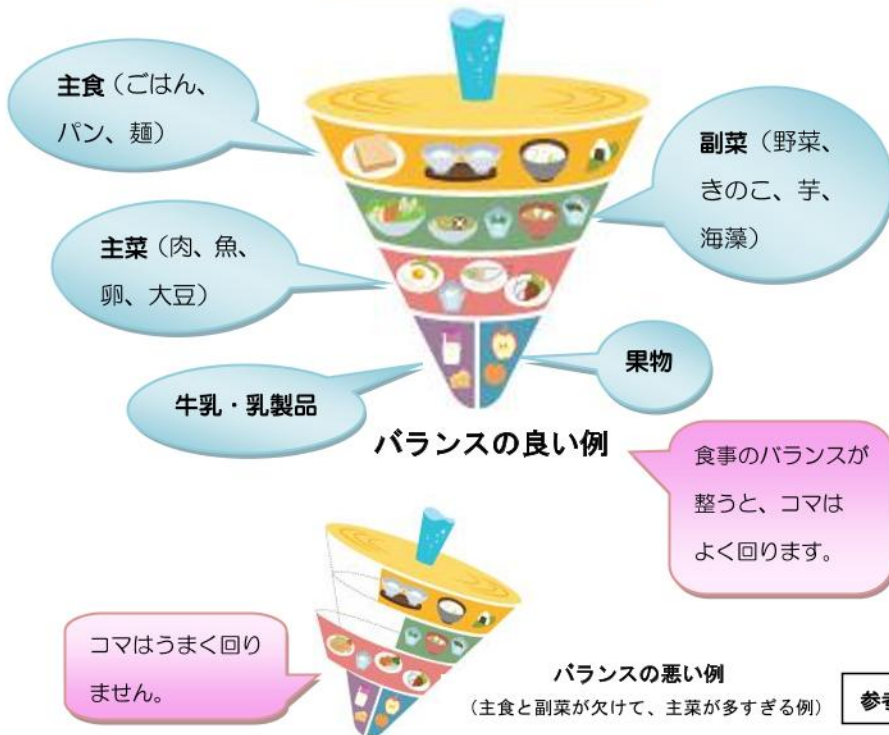 主食（ごはん、
パン、麺）
副菜（野菜、
きのこ、芋、
海藻）
主菜（肉、魚、
卵、大豆）
果物
牛乳・乳製品
バランスの良い例
食事のバランスが
整うと、コマは
よく回ります。
コマはうまく回り
ません。
バランスの悪い例
（主食と副菜が欠けて、主菜が多すぎる例）